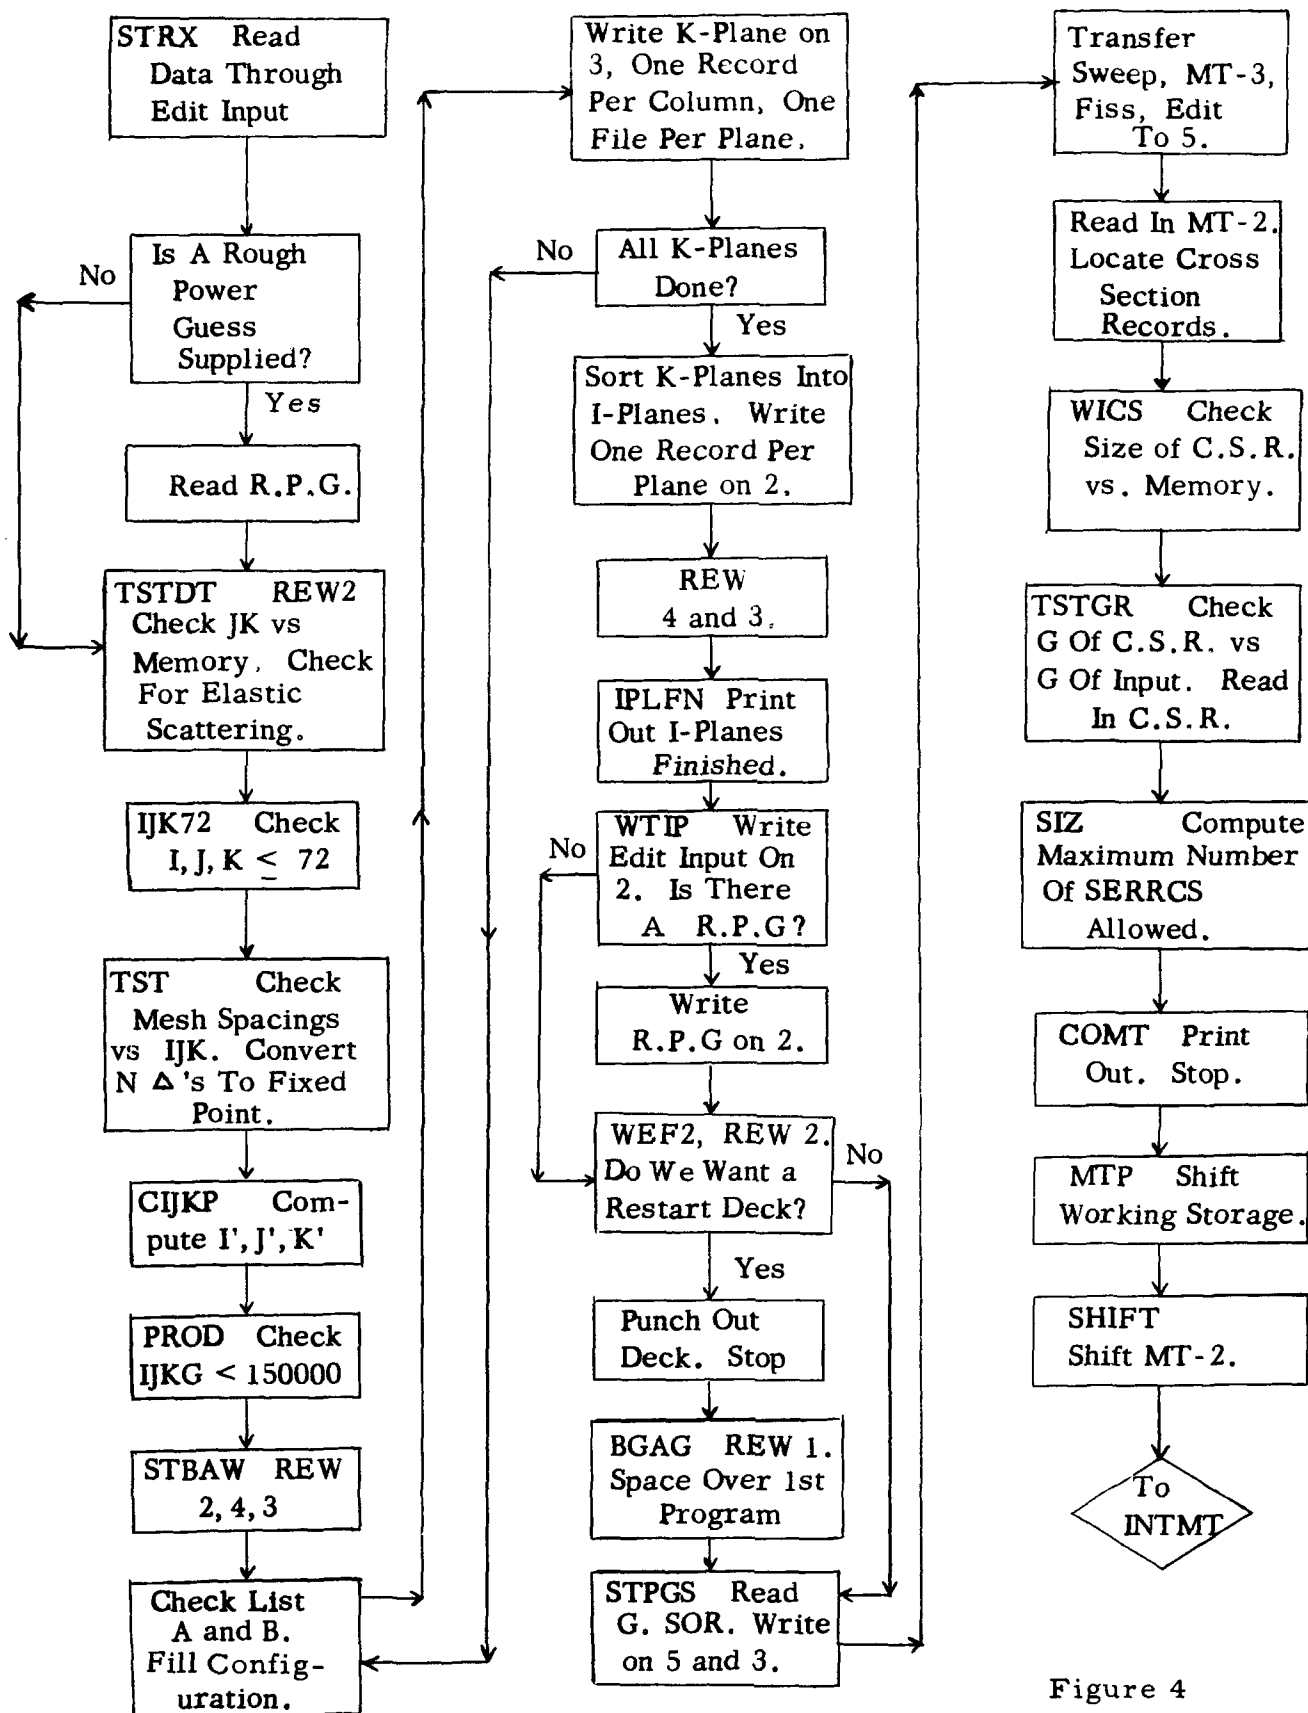 STRX Read
Data Through
Edit Input
Is A Rough
Power
Guess
Supplied?
No
Yes
Read R.P.G.
TSTDT REW2
Check JK vs
Memory. Check
For Elastic
Scattering.
IJK72 Check
I, J, K ≤ 72
TST Check
Mesh Spacings
vs IJK. Convert
N Δ's To Fixed
Point.
CIJKP Com-
pute I', J', K'
PROD Check
IJKG < 150000
STBAW REW
2, 4, 3
Check List
A and B.
Fill Config-
uration.
Write K-Plane on
3, One Record
Per Column, One
File Per Plane.
All K-Planes
Done?
No
Yes
Sort K-Planes Into
I-Planes. Write
One Record Per
Plane on 2.
REW
4 and 3.
IPLFN Print
Out I-Planes
Finished.
WTIP Write
Edit Input On
2. Is There
A R.P.G?
No
Yes
Write
R.P.G on 2.
WEF2, REW 2.
Do We Want a
Restart Deck?
No
Yes
Punch Out
Deck. Stop
BGAG REW 1.
Space Over 1st
Program
STPGS Read
G. SOR. Write
on 5 and 3.
Transfer
Sweep, MT-3,
Fiss, Edit
To 5.
Read In MT-2.
Locate Cross
Section
Records.
WICS Check
Size of C.S.R.
vs. Memory.
TSTGR Check
G Of C.S.R. vs
G Of Input. Read
In C.S.R.
SIZ Compute
Maximum Number
Of SERRCS
Allowed.
COMT Print
Out. Stop.
MTP Shift
Working Storage.
SHIFT
Shift MT-2.
To
INTMT
Figure 4